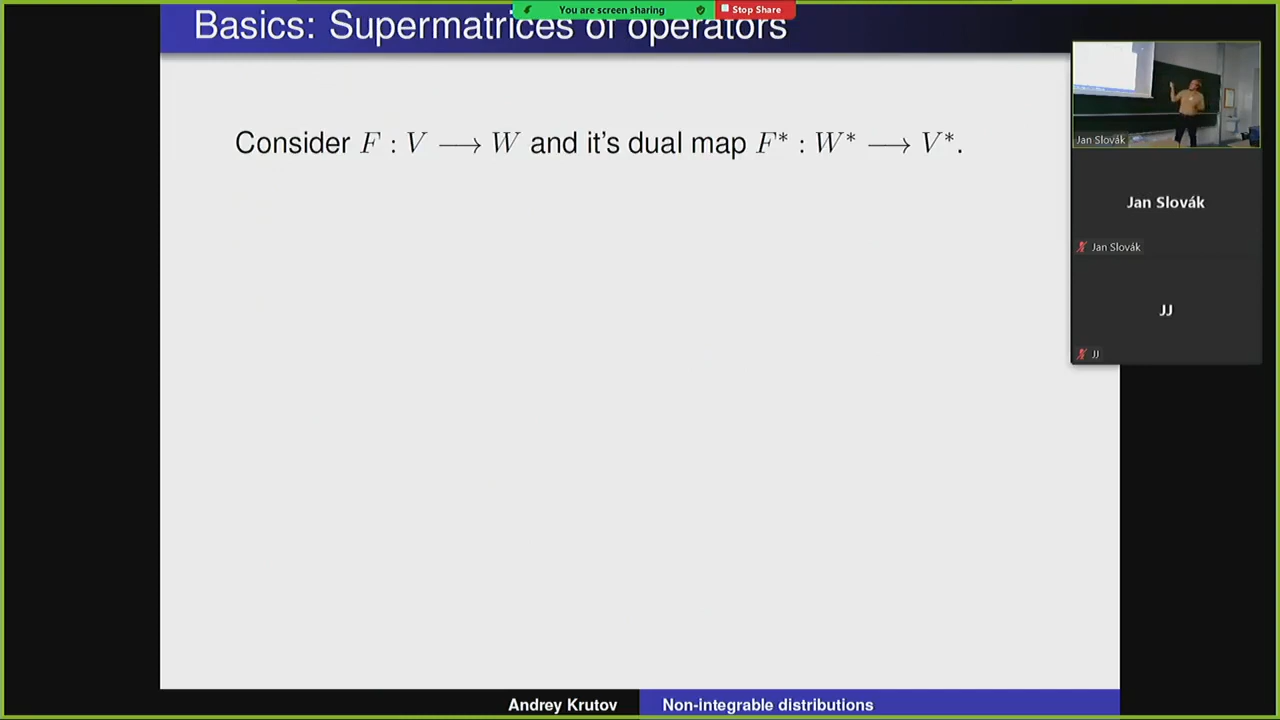 You are screen sharing
Stop Share
Basics: Supermatrices of operators
Consider F : V ⟶ W and it's dual map F* : W* ⟶ V*.
Jan Slovák
Jan Slovák
Jan Slovák
JJ
JJ
Andrey Krutov
Non-integrable distributions